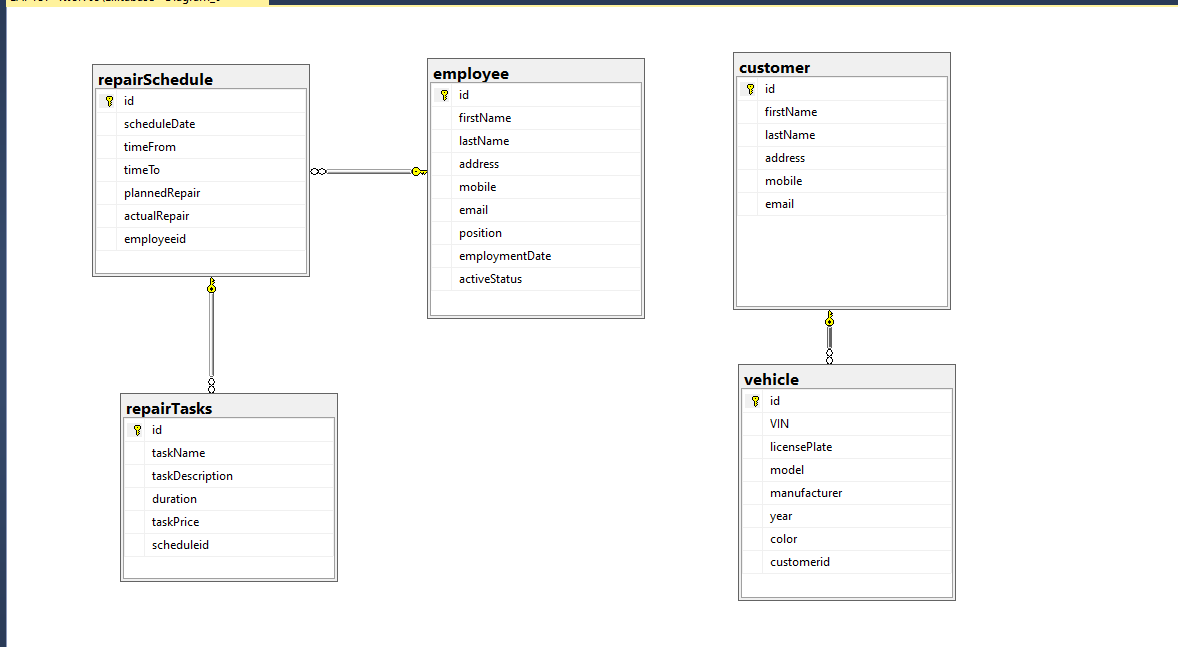 repairSchedule
id
scheduleDate
timeFrom
timeTo
plannedRepair
actualRepair
employeeid
employee
id
firstName
lastName
address
mobile
email
position
employmentDate
activeStatus
customer
id
firstName
lastName
address
mobile
email
repairTasks
id
taskName
taskDescription
duration
taskPrice
scheduleid
vehicle
id
VIN
licensePlate
model
manufacturer
year
color
customerid